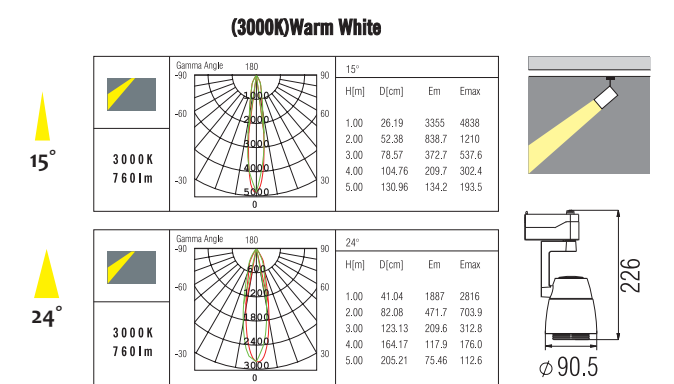 (3000K)Warm White
15°
3000K
760lm
Gamma Angle 180
-90 90
1000
-60 60
2000
3000
4000
-30 30
5000
0
15°
H[m] D[cm] Em Emax
1.00 26.19 3355 4838
2.00 52.38 838.7 1210
3.00 78.57 372.7 537.6
4.00 104.76 209.7 302.4
5.00 130.96 134.2 193.5
24°
3000K
760lm
Gamma Angle 180
-90 90
600
-60 60
1200
1800
2400
-30 30
3000
0
24°
H[m] D[cm] Em Emax
1.00 41.04 1887 2816
2.00 82.08 471.7 703.9
3.00 123.13 209.6 312.8
4.00 164.17 117.9 176.0
5.00 205.21 75.46 112.6
226
⌀90.5